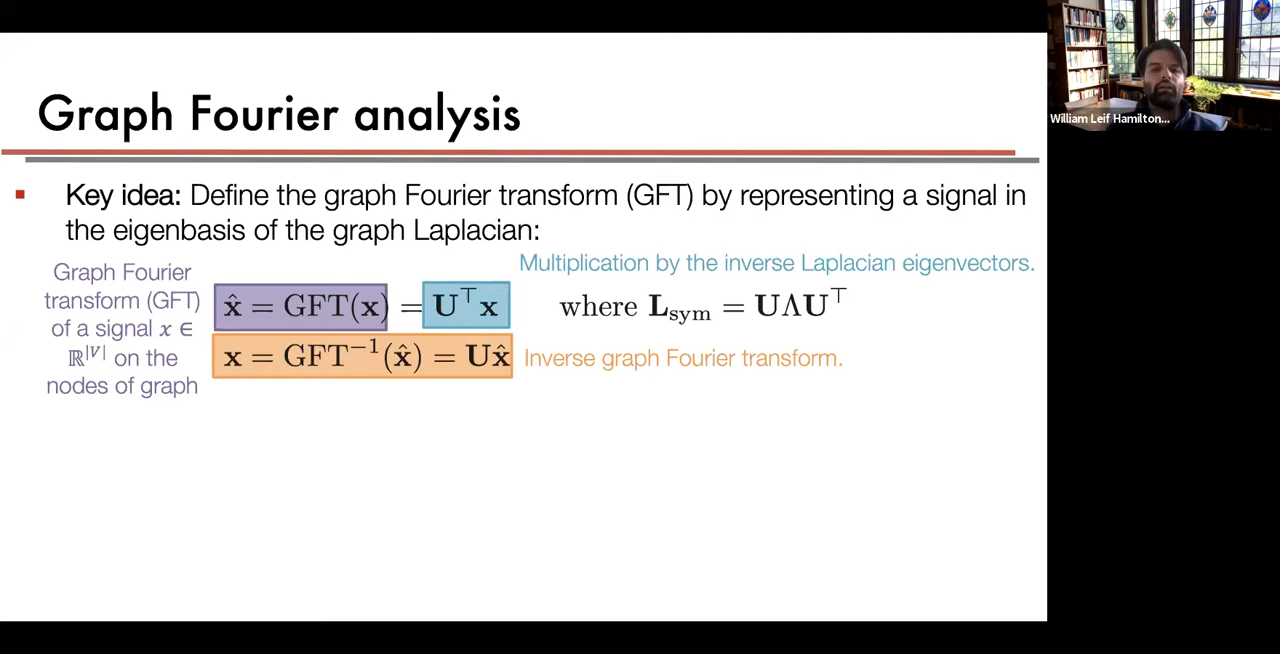 Graph Fourier analysis
William Leif Hamilton...
▪ Key idea: Define the graph Fourier transform (GFT) by representing a signal in
the eigenbasis of the graph Laplacian:
Multiplication by the inverse Laplacian eigenvectors.
Graph Fourier
transform (GFT)
of a signal 𝑥 ∈
ℝ^|𝑉| on the
nodes of graph
x̂ = GFT(x) = U⊤x
where L_sym = UΛU⊤
x = GFT⁻¹(x̂) = Ux̂
Inverse graph Fourier transform.